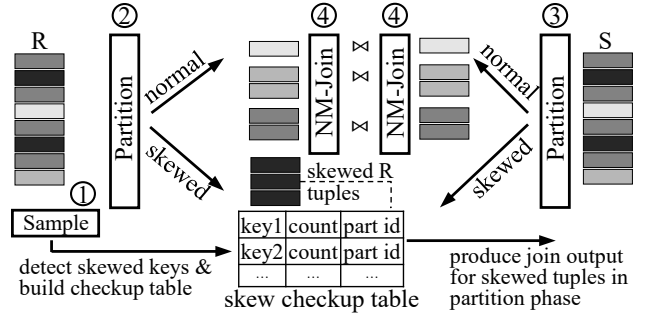 ②
④
④
③
R
S
Partition
normal
skewed
NM-Join
⋈
⋈
⋈
NM-Join
normal
skewed
Partition
skewed R
tuples
①
Sample
key1 count part id
key2 count part id
... ... ...
detect skewed keys &
build checkup table
skew checkup table
produce join output
for skewed tuples in
partition phase